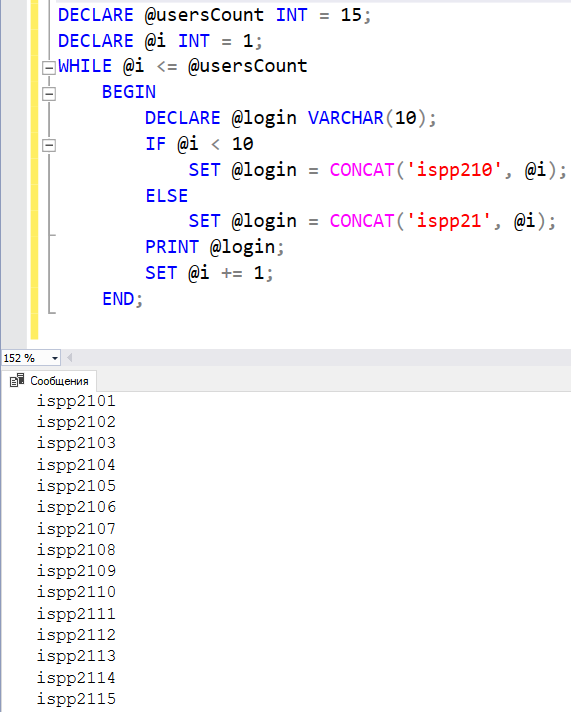 DECLARE @usersCount INT = 15;
DECLARE @i INT = 1;
WHILE @i <= @usersCount
BEGIN
DECLARE @login VARCHAR(10);
IF @i < 10
SET @login = CONCAT('ispp210', @i);
ELSE
SET @login = CONCAT('ispp21', @i);
PRINT @login;
SET @i += 1;
END;
152 %
Сообщения
ispp2101
ispp2102
ispp2103
ispp2104
ispp2105
ispp2106
ispp2107
ispp2108
ispp2109
ispp2110
ispp2111
ispp2112
ispp2113
ispp2114
ispp2115